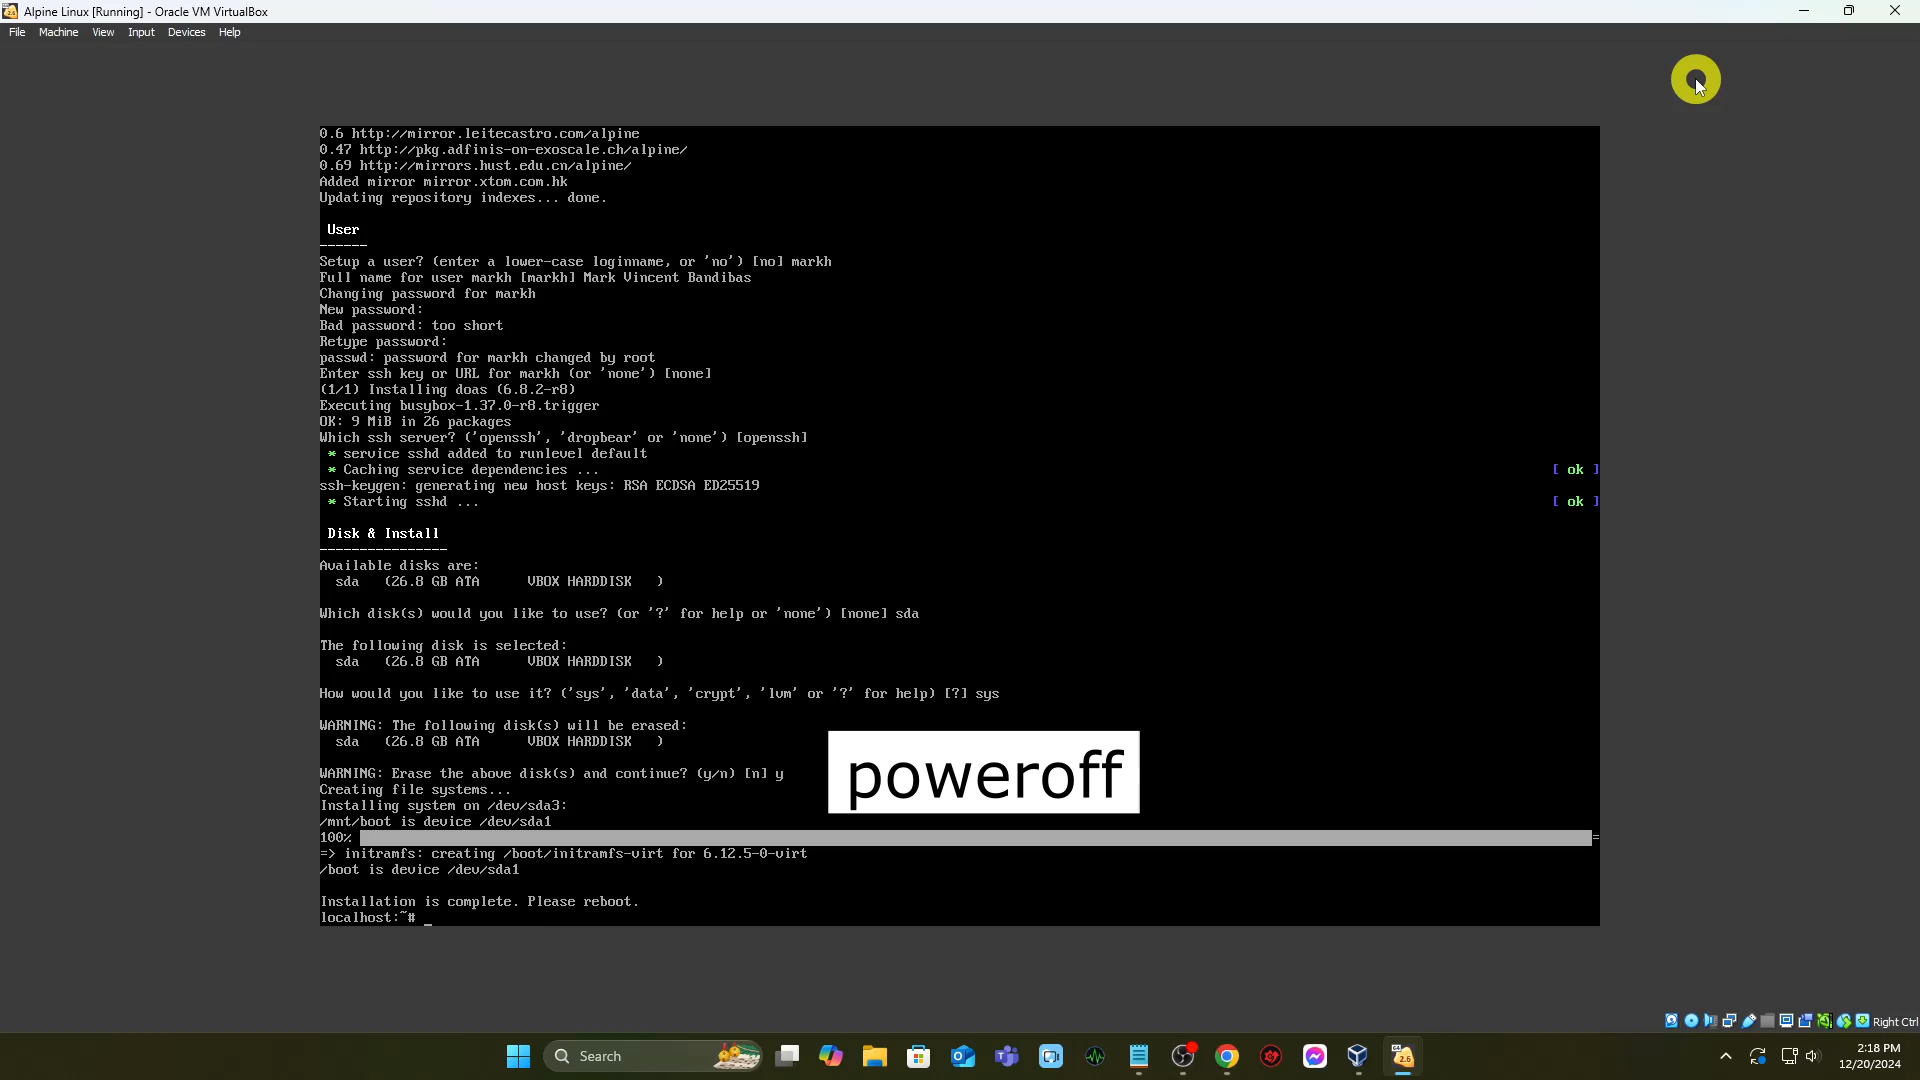 Alpine Linux [Running] - Oracle VM VirtualBox
File Machine View Input Devices Help
0.6 http://mirror.leitecastro.com/alpine
0.47 http://pkg.adfinis-on-exoscale.ch/alpine/
0.69 http://mirrors.hust.edu.cn/alpine/
Added mirror mirror.xtom.com.hk
Updating repository indexes... done.
User
------
Setup a user? (enter a lower-case loginname, or 'no') [no] markh
Full name for user markh [markh] Mark Vincent Bandibas
Changing password for markh
New password:
Bad password: too short
Retype password:
passwd: password for markh changed by root
Enter ssh key or URL for markh (or 'none') [none]
(1/1) Installing doas (6.8.2-r8)
Executing busybox-1.37.0-r8.trigger
OK: 9 MiB in 26 packages
Which ssh server? ('openssh', 'dropbear' or 'none') [openssh]
* service sshd added to runlevel default
* Caching service dependencies ... [ ok ]
ssh-keygen: generating new host keys: RSA ECDSA ED25519
* Starting sshd ... [ ok ]
Disk & Install
----------------
Available disks are:
sda (26.8 GB ATA VBOX HARDDISK )
Which disk(s) would you like to use? (or '?' for help or 'none') [none] sda
The following disk is selected:
sda (26.8 GB ATA VBOX HARDDISK )
How would you like to use it? ('sys', 'data', 'crypt', 'lvm' or '?' for help) [?] sys
WARNING: The following disk(s) will be erased:
sda (26.8 GB ATA VBOX HARDDISK )
WARNING: Erase the above disk(s) and continue? (y/n) [n] y
Creating file systems...
Installing system on /dev/sda3:
/mnt/boot is device /dev/sda1
100% =
=> initramfs: creating /boot/initramfs-virt for 6.12.5-0-virt
/boot is device /dev/sda1
Installation is complete. Please reboot.
localhost:~# _
poweroff
Right Ctrl
Search
2:18 PM
12/20/2024